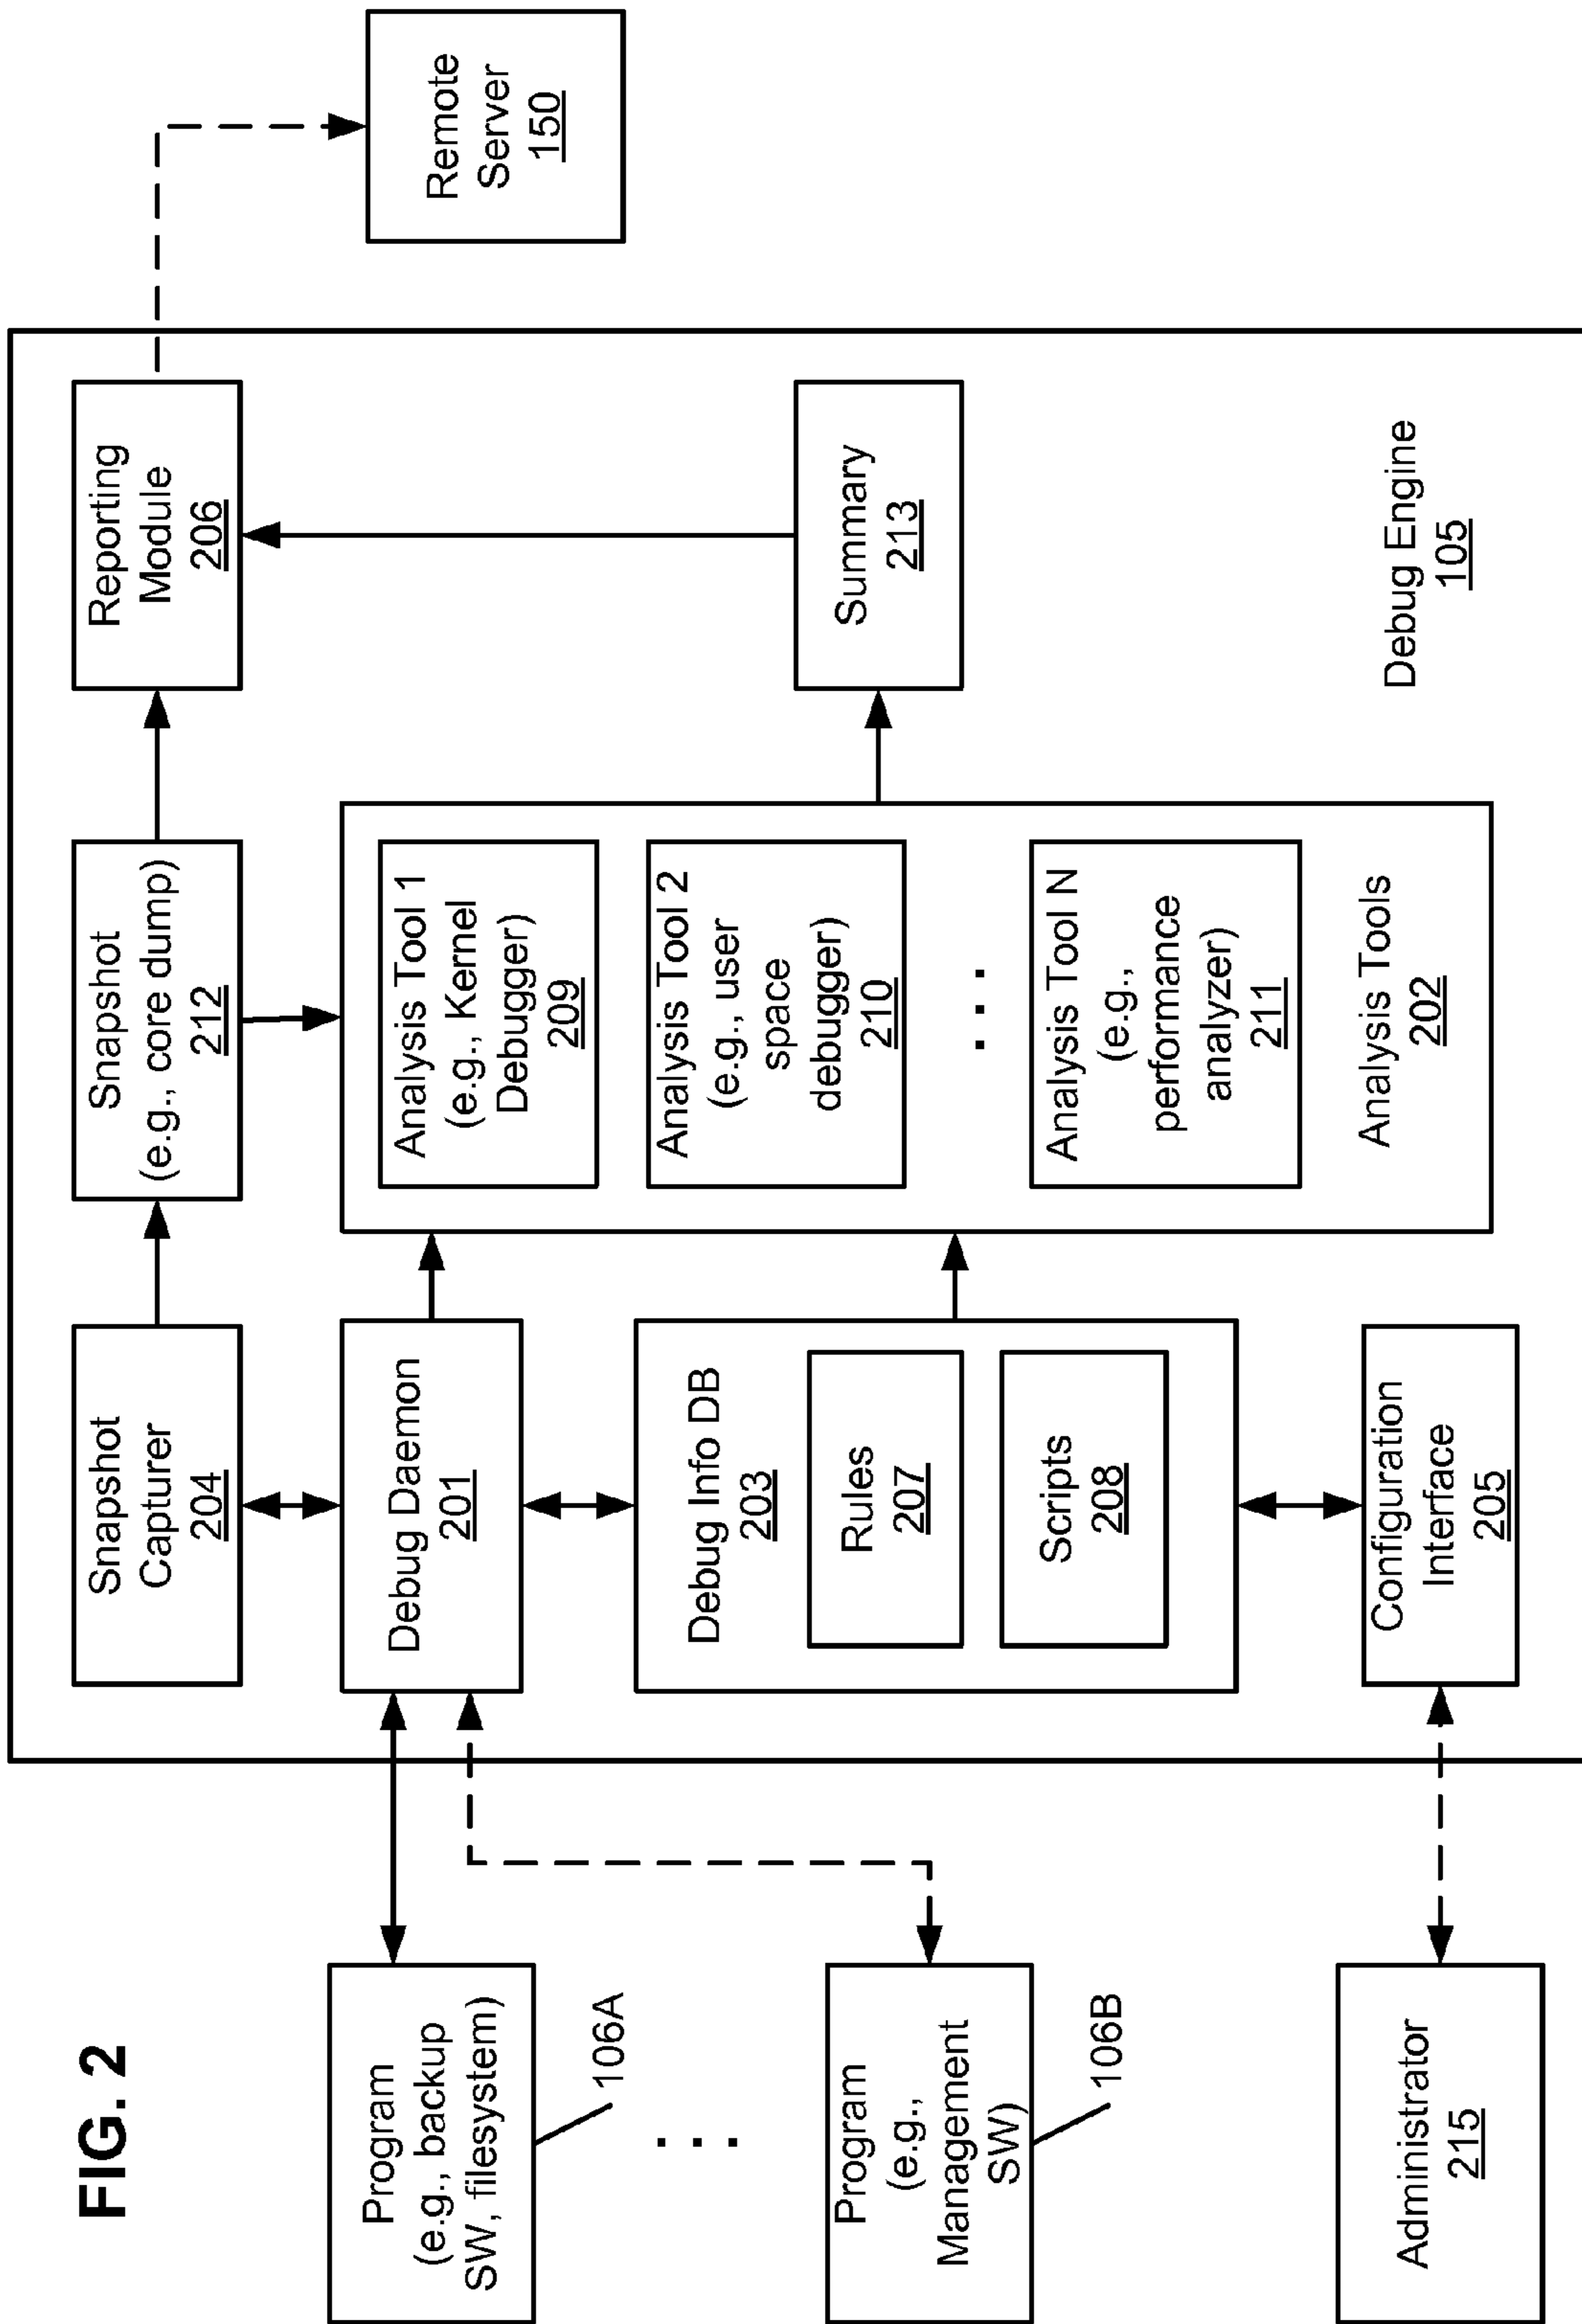 FIG. 2
Program
(e.g., backup
SW, filesystem)
106A
. . .
Program
(e.g.,
Management
SW)
106B
Administrator
215
Snapshot
Capturer
204
Debug Daemon
201
Debug Info DB
203
Rules
207
Scripts
208
Configuration
Interface
205
Snapshot
(e.g., core dump)
212
Analysis Tool 1
(e.g., Kernel
Debugger)
209
Analysis Tool 2
(e.g., user
space
debugger)
210
. . .
Analysis Tool N
(e.g.,
performance
analyzer)
211
Analysis Tools
202
Reporting
Module
206
Summary
213
Debug Engine
105
Remote
Server
150